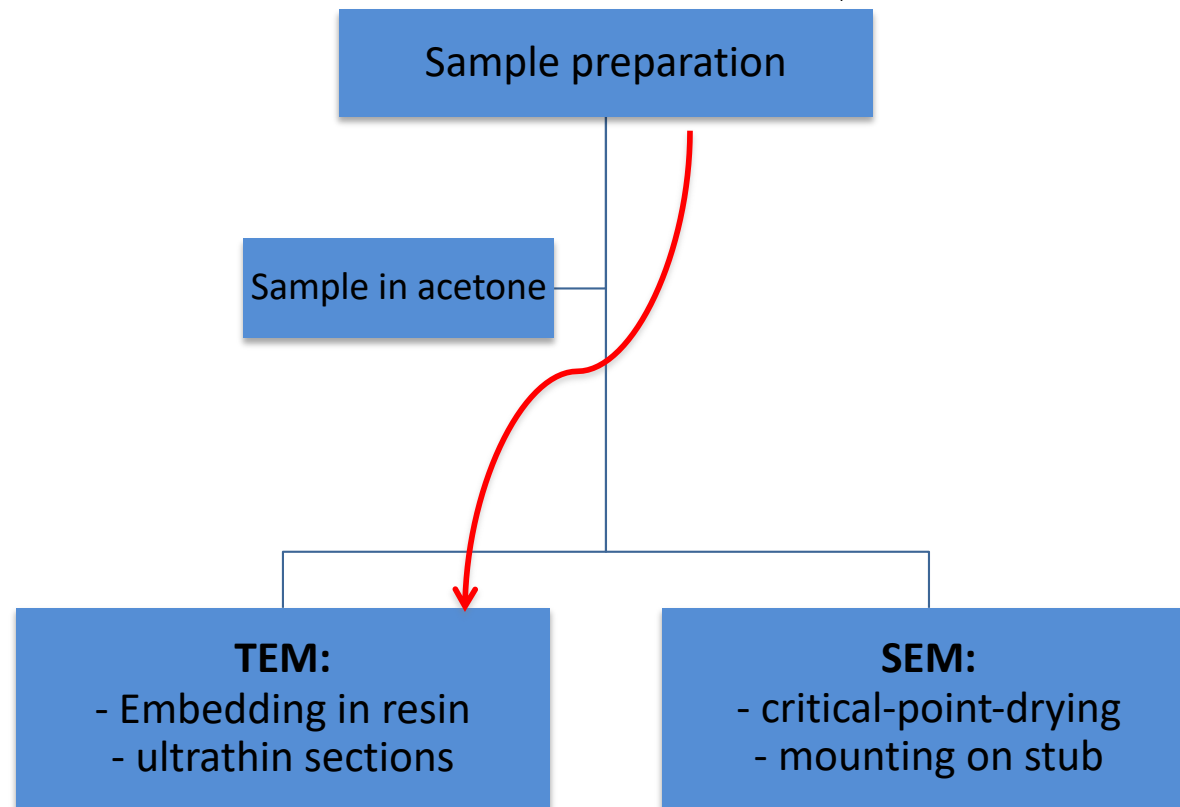 Sample preparation
Sample in acetone
TEM:
- Embedding in resin
- ultrathin sections
SEM:
- critical-point-drying
- mounting on stub